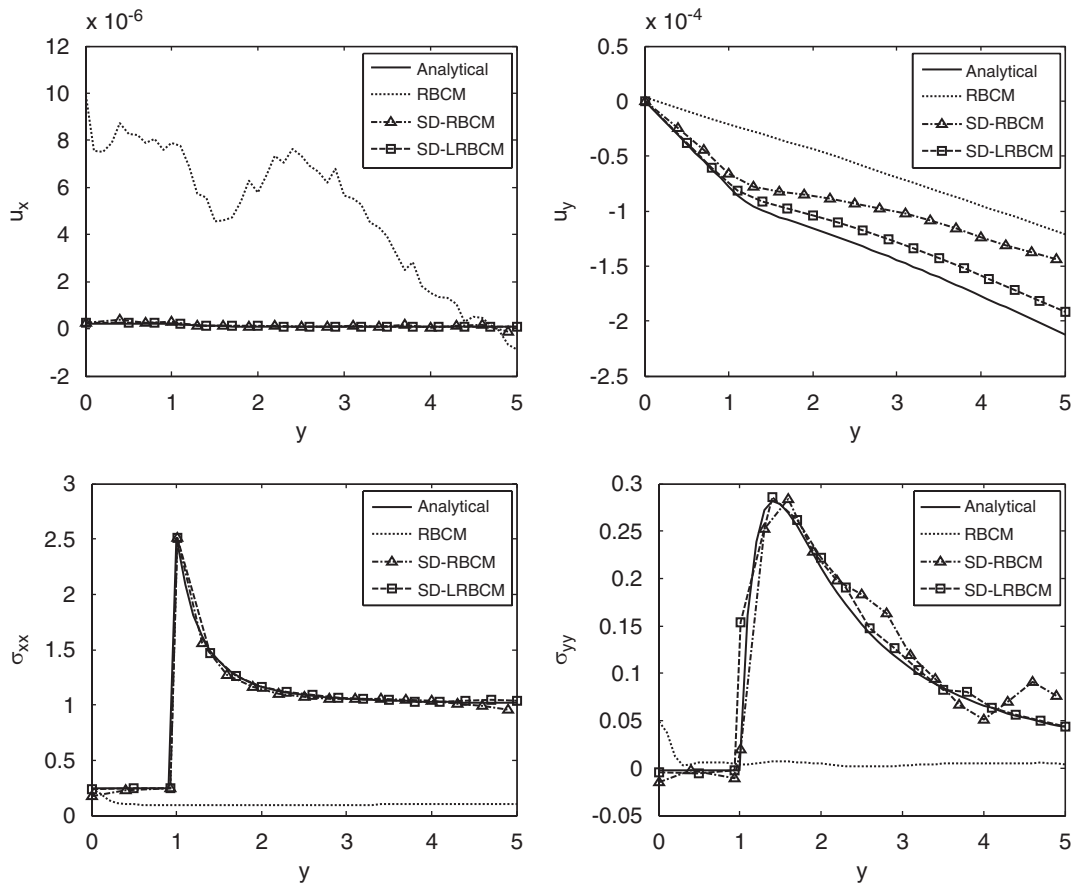 x 10⁻⁶
12
10
8
6
4
2
0
-2
0 1 2 3 4 5
uₓ
y
Analytical
RBCM
SD-RBCM
SD-LRBCM
x 10⁻⁴
0.5
0
-0.5
-1
-1.5
-2
-2.5
0 1 2 3 4 5
u_y
y
Analytical
RBCM
SD-RBCM
SD-LRBCM
3
2.5
2
1.5
1
0.5
0
0 1 2 3 4 5
σₓₓ
y
Analytical
RBCM
SD-RBCM
SD-LRBCM
0.3
0.25
0.2
0.15
0.1
0.05
0
-0.05
0 1 2 3 4 5
σ_yy
y
Analytical
RBCM
SD-RBCM
SD-LRBCM